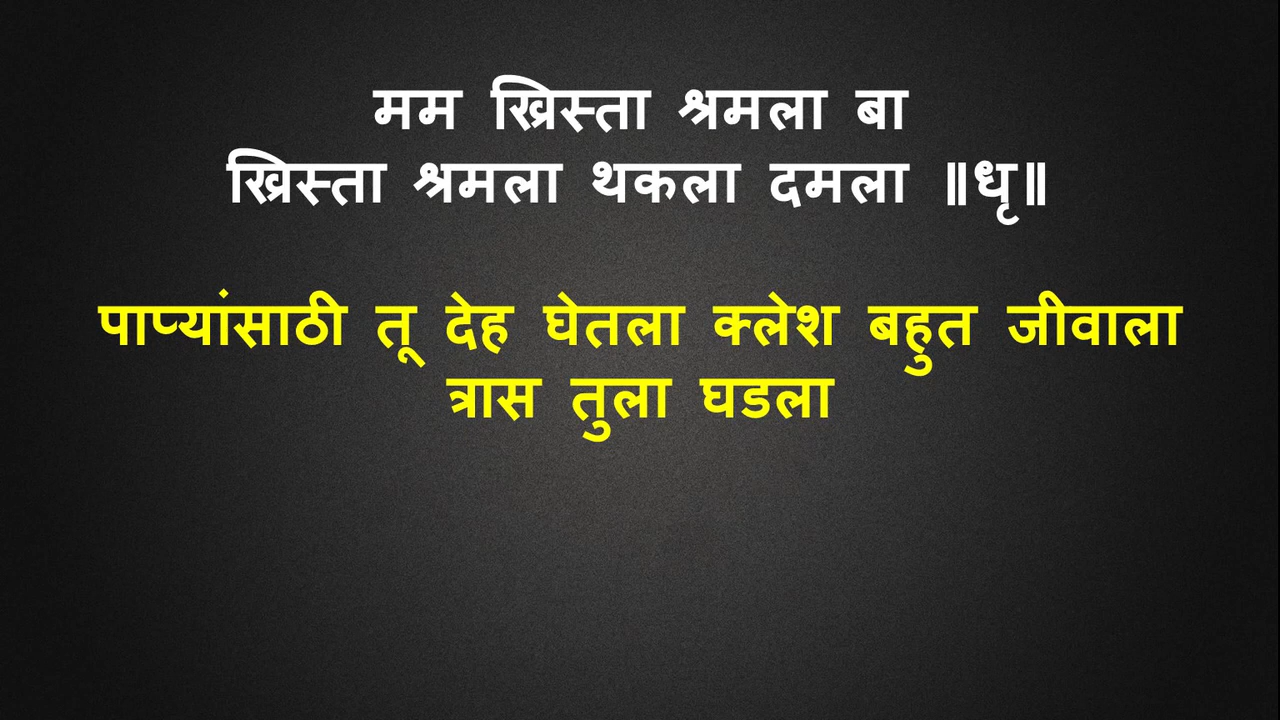 मम ख्रिस्ता श्रमला बा
ख्रिस्ता श्रमला थकला दमला ॥धृ॥
पाप्यांसाठी तू देह घेतला क्लेश बहुत जीवाला
त्रास तुला घडला